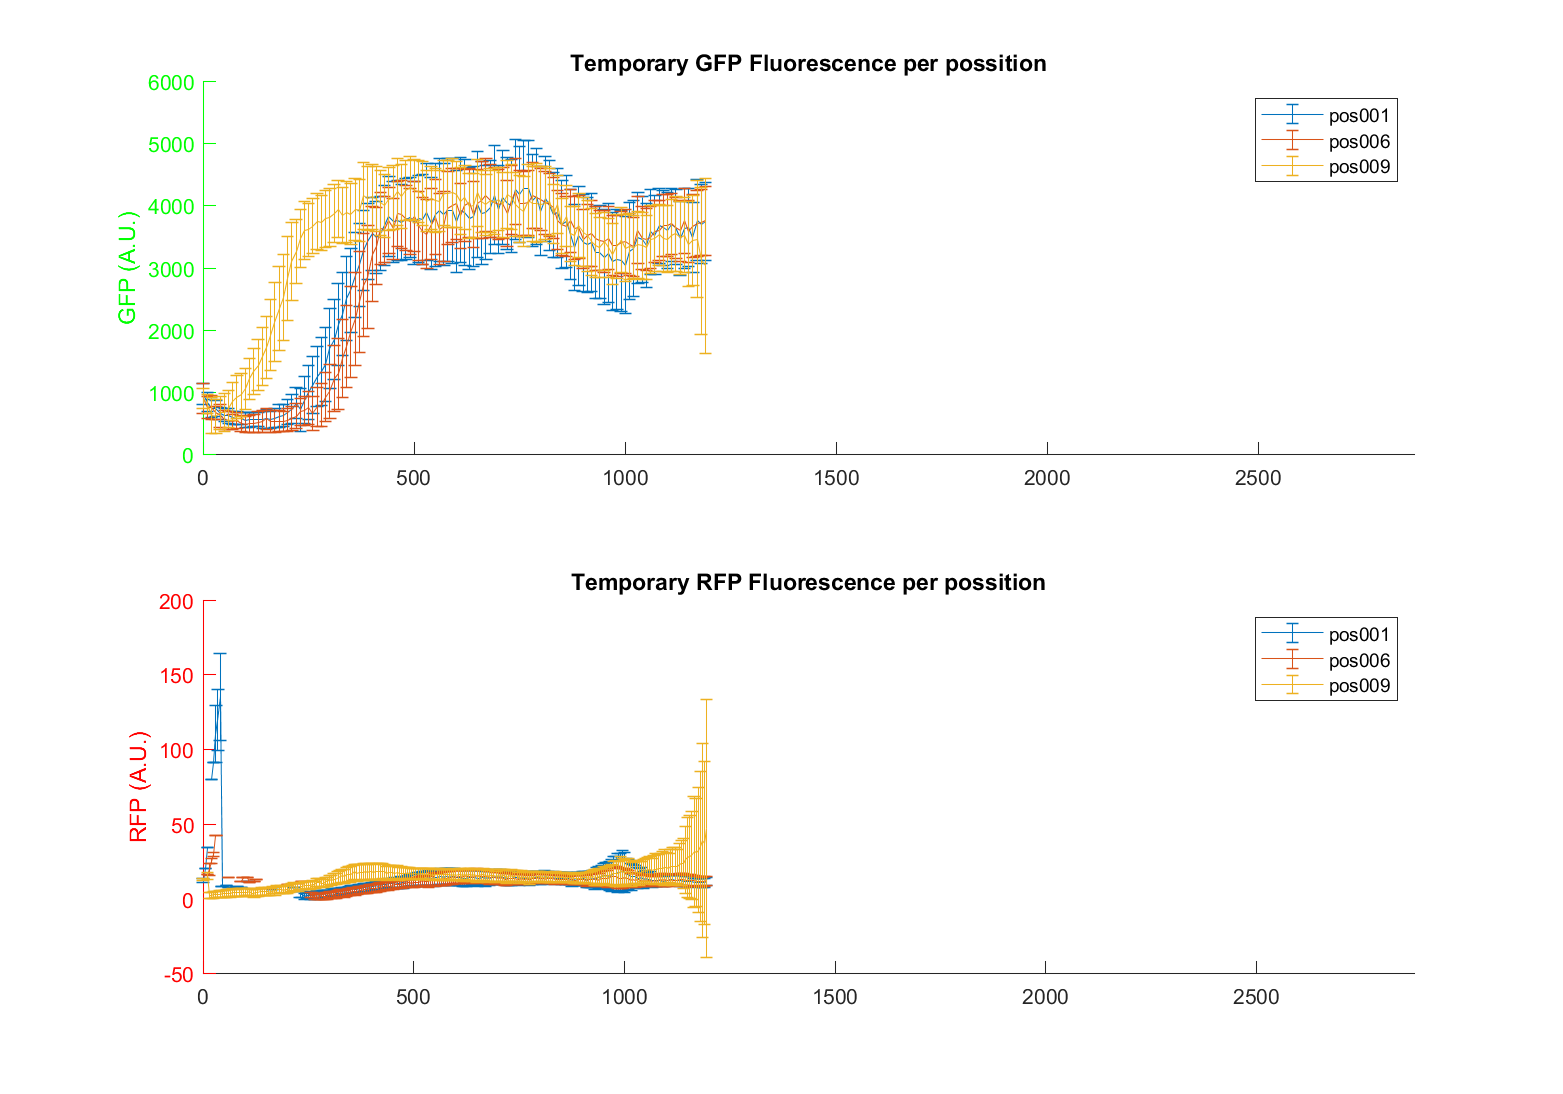 Temporary GFP Fluorescence per possition
6000
5000
4000
3000
2000
1000
0
GFP (A.U.)
0 500 1000 1500 2000 2500
pos001
pos006
pos009
Temporary RFP Fluorescence per possition
200
150
100
50
0
-50
RFP (A.U.)
0 500 1000 1500 2000 2500
pos001
pos006
pos009